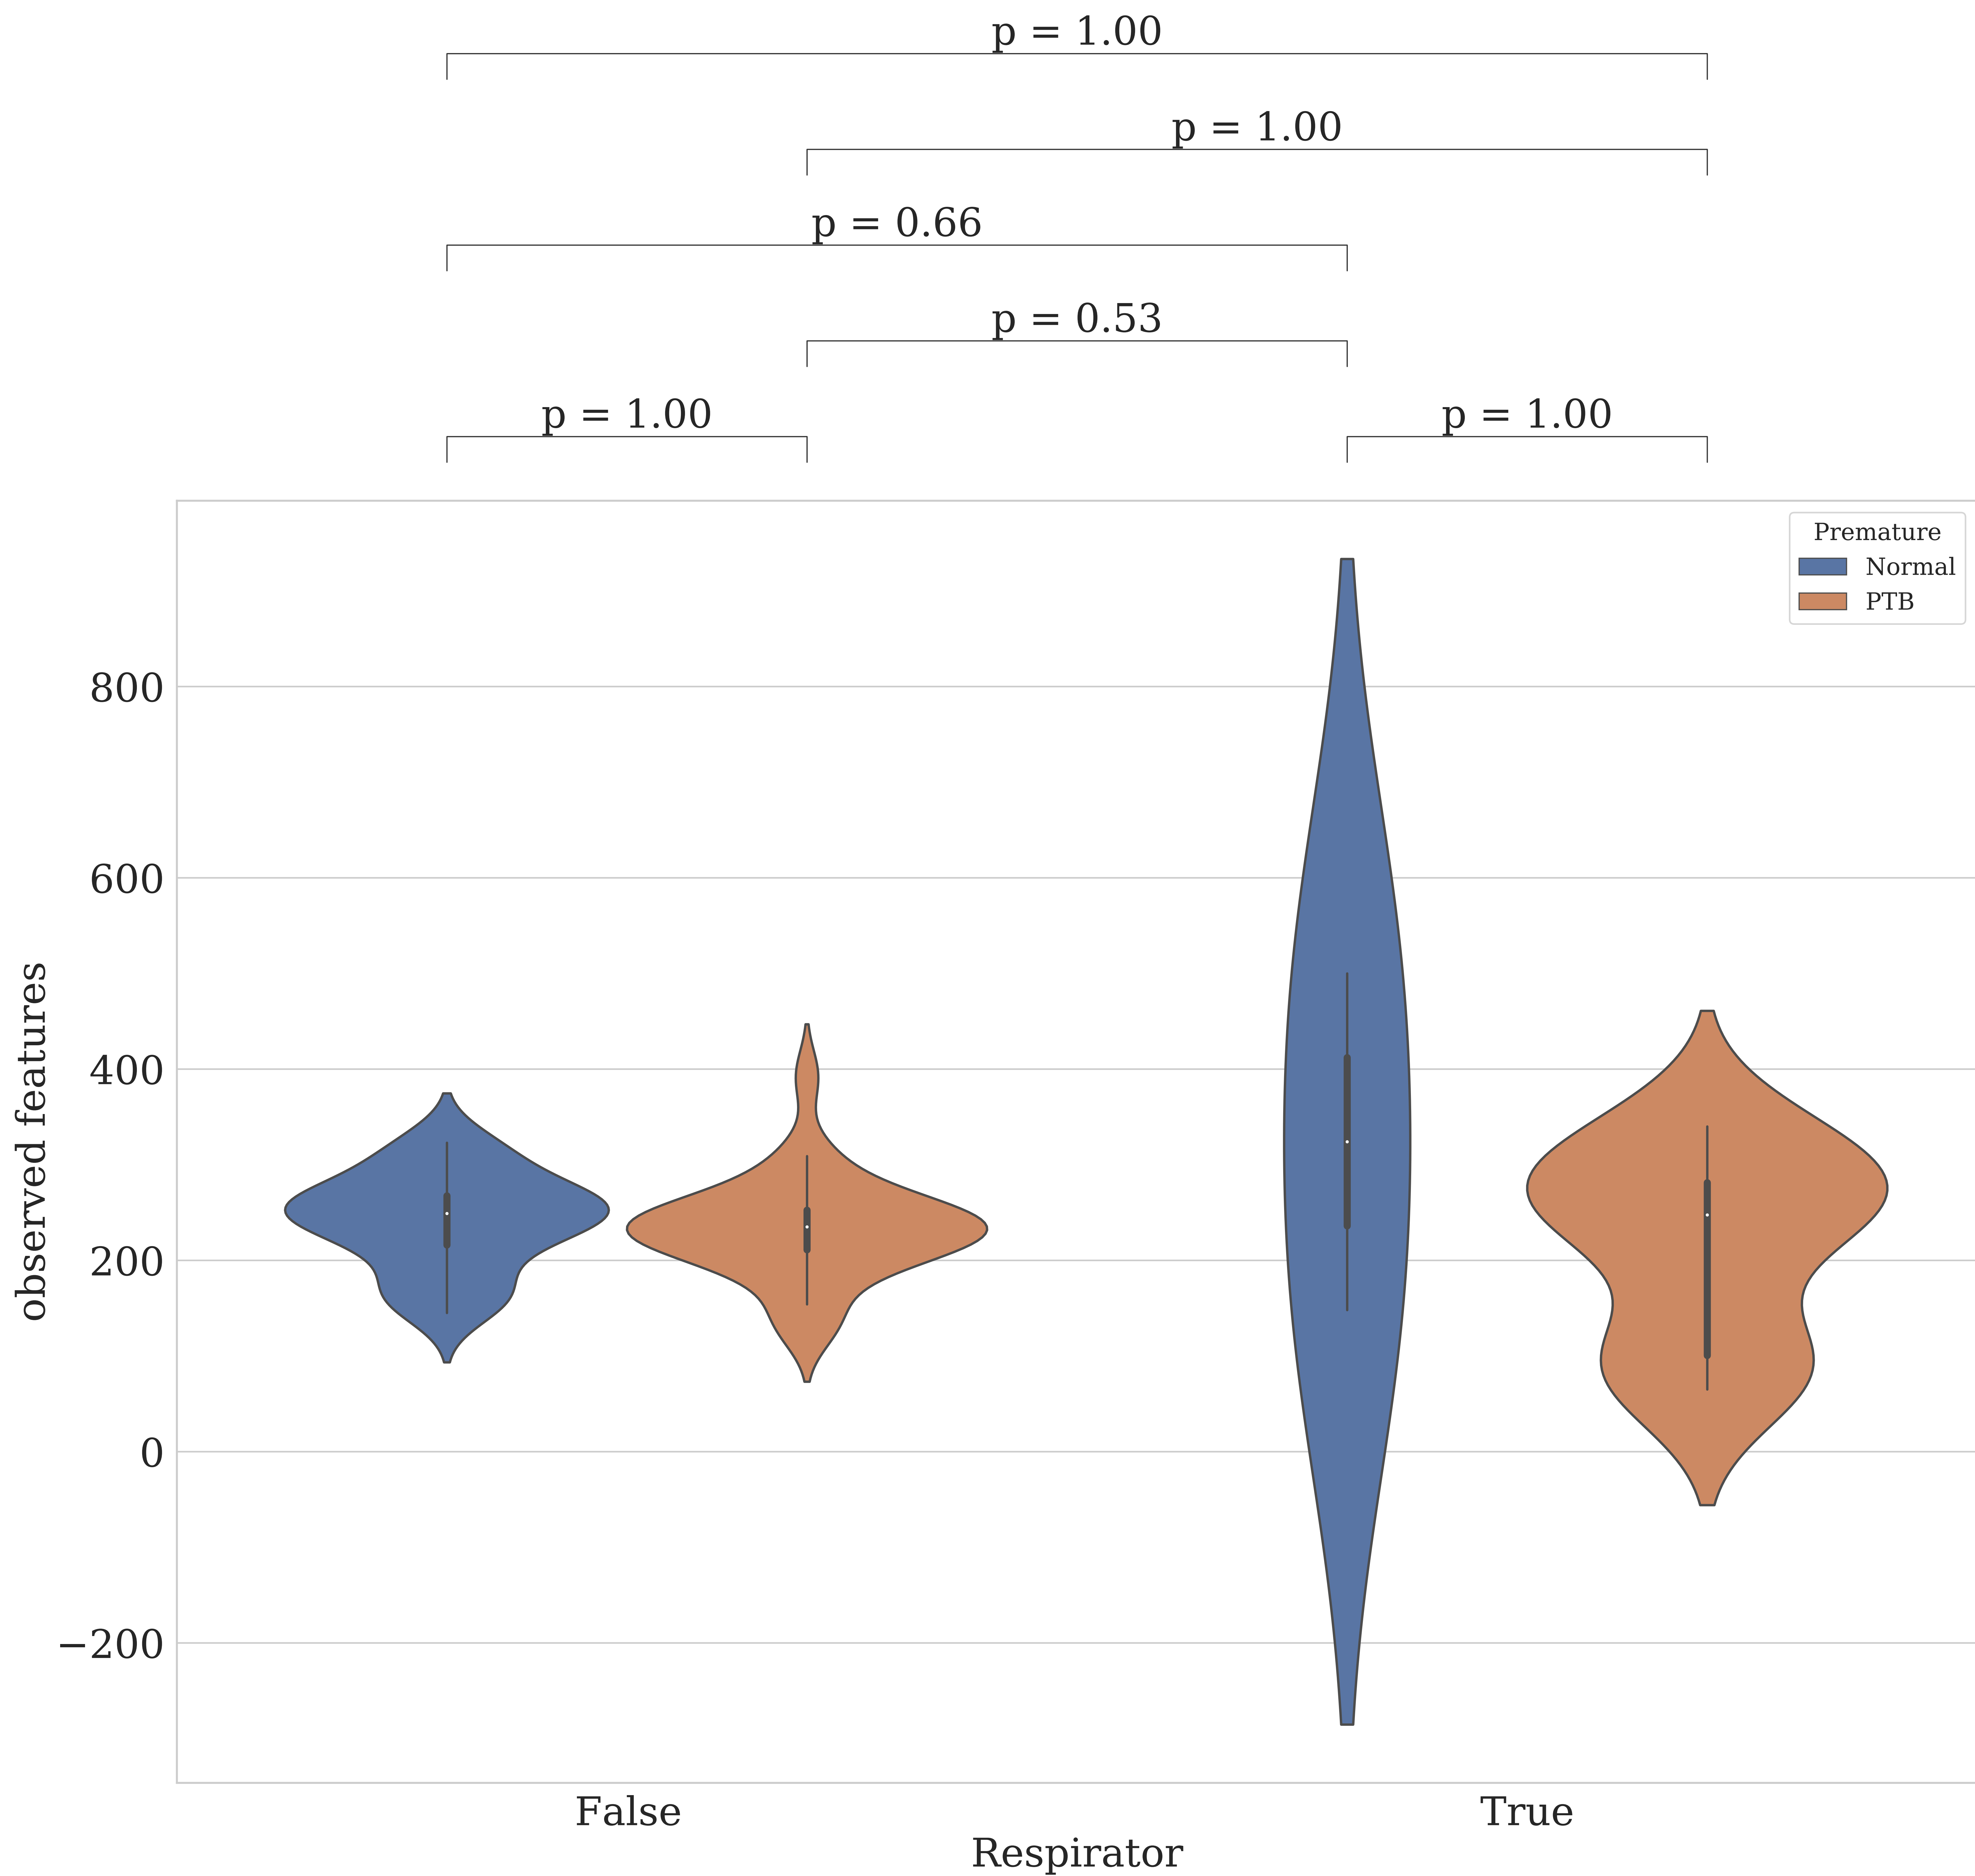 p = 1.00
p = 1.00
p = 0.66
p = 0.53
p = 1.00 p = 1.00
Premature
Normal
PTB
800
600
400
200
0
−200
observed features
False True
Respirator